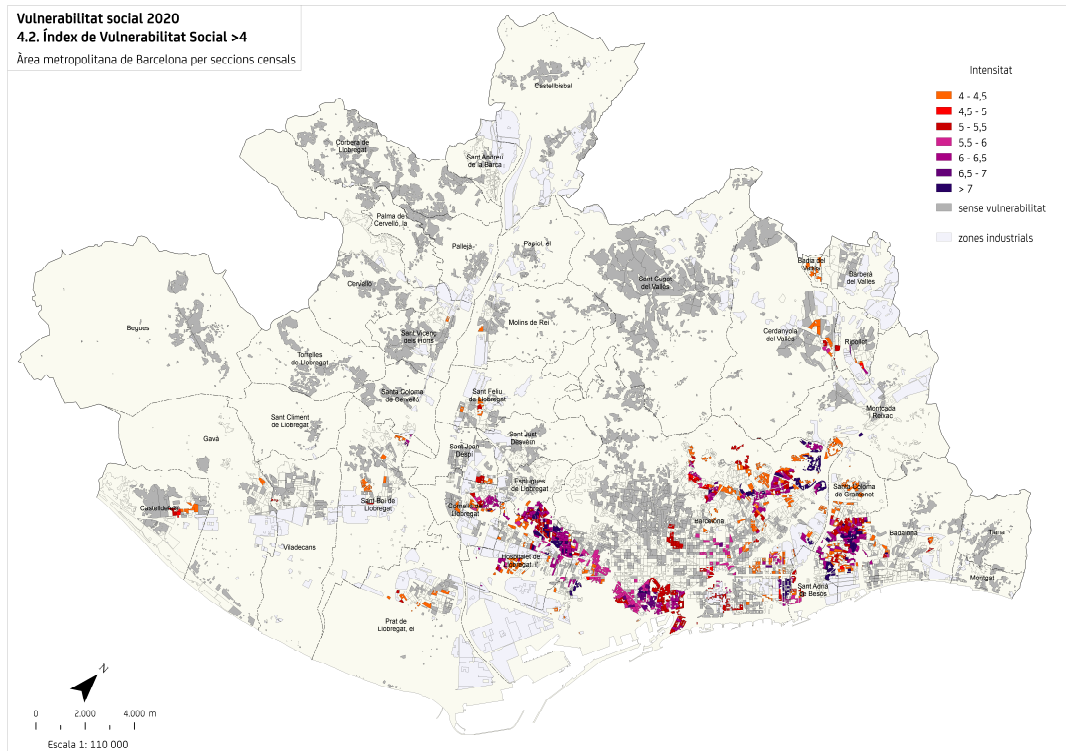 Vulnerabilitat social 2020
4.2. Índex de Vulnerabilitat Social >4
Àrea metropolitana de Barcelona per seccions censals
Intensitat
4 - 4,5
4,5 - 5
5 - 5,5
5,5 - 6
6 - 6,5
6,5 - 7
> 7
sense vulnerabilitat
zones industrials
Castellbisbal
Corbera de
Llobregat
Sant Andreu
de la Barca
Palma de
Cervelló, la
Pallejà
Papiol, el
Sant Cugat
del Vallès
Badia del
Vallès
Barberà
del Vallès
Cervelló
Begues
Molins de Rei
Sant Vicenç
dels Horts
Cerdanyola
del Vallès
Ripollet
Torrelles
de Llobregat
Santa Coloma
de Cervelló
Sant Feliu
de Llobregat
Montcada
i Reixac
Sant Climent
de Llobregat
Gavà
Sant Just
Desvern
Sant Joan
Despí
Esplugues
de Llobregat
Santa Coloma
de Gramenet
Castelldefels
Sant Boi de
Llobregat
Cornellà de
Llobregat
Barcelona
Badalona
Tiana
Viladecans
Hospitalet de
Llobregat, l'
Montgat
Sant Adrià
de Besòs
Prat de
Llobregat, el
N
0 2.000 4.000 m
Escala 1: 110 000